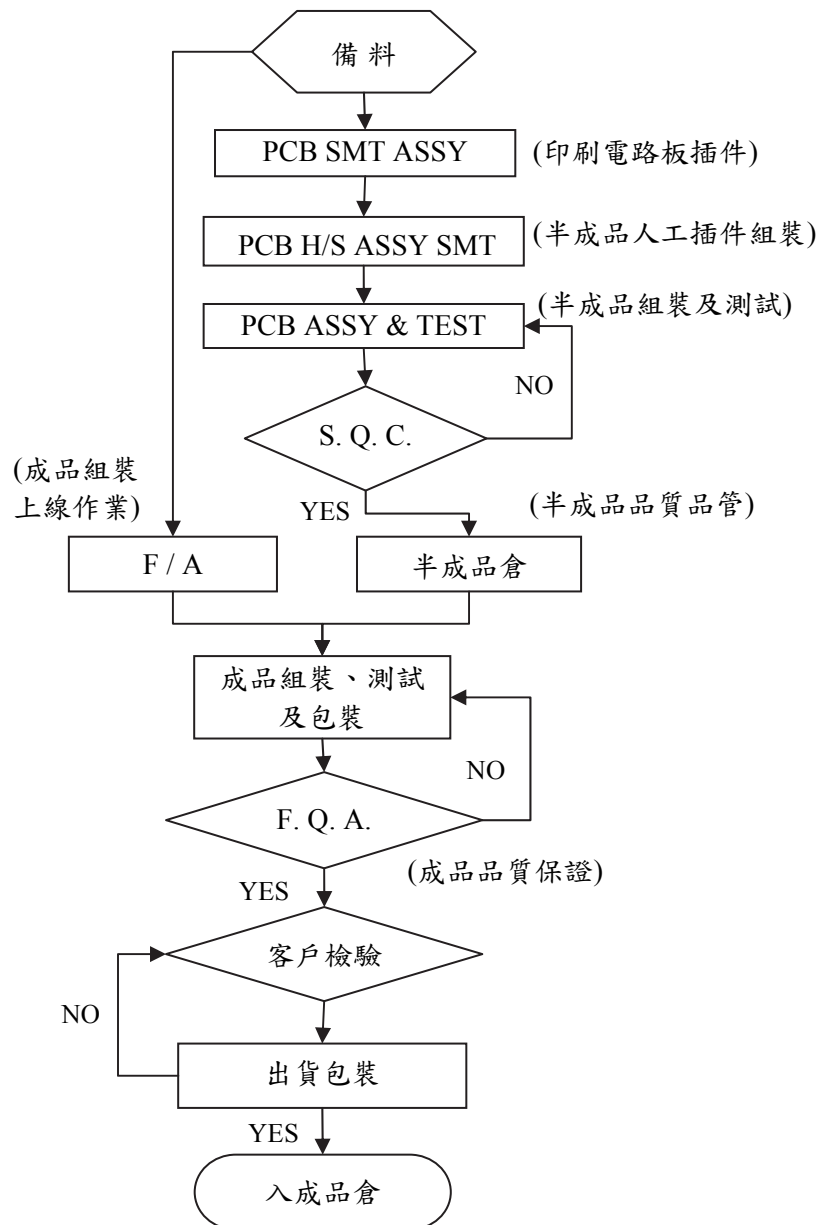 備 料
PCB SMT ASSY
(印刷電路板插件)
PCB H/S ASSY SMT
(半成品人工插件組裝)
(半成品組裝及測試)
PCB ASSY & TEST
NO
S. Q. C.
(成品組裝
上線作業)
YES
(半成品品質品管)
F / A
半成品倉
成品組裝、測試
及包裝
NO
F. Q. A.
(成品品質保證)
YES
客戶檢驗
NO
出貨包裝
YES
入成品倉